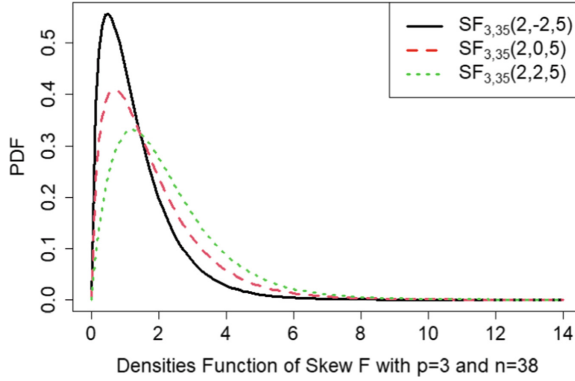 SF3,35(2,-2,5)
SF3,35(2,0,5)
SF3,35(2,2,5)
PDF
0.5
0.4
0.3
0.2
0.1
0.0
0 2 4 6 8 10 12 14
Densities Function of Skew F with p=3 and n=38